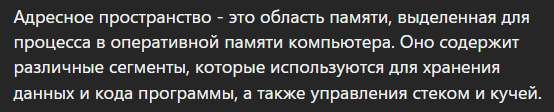 Адресное пространство - это область памяти, выделенная для
процесса в оперативной памяти компьютера. Оно содержит
различные сегменты, которые используются для хранения
данных и кода программы, а также управления стеком и кучей.